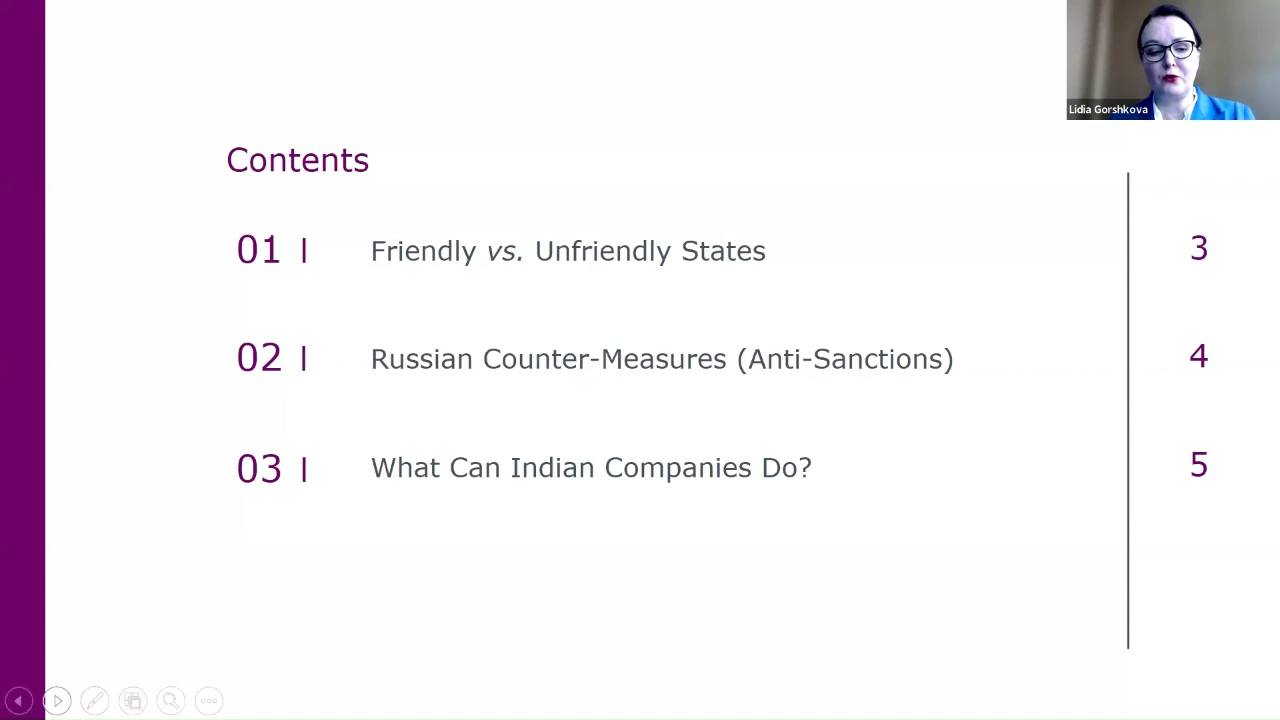 Lidia Gorshkova
Contents
01 | Friendly vs. Unfriendly States 3
02 | Russian Counter-Measures (Anti-Sanctions) 4
03 | What Can Indian Companies Do? 5